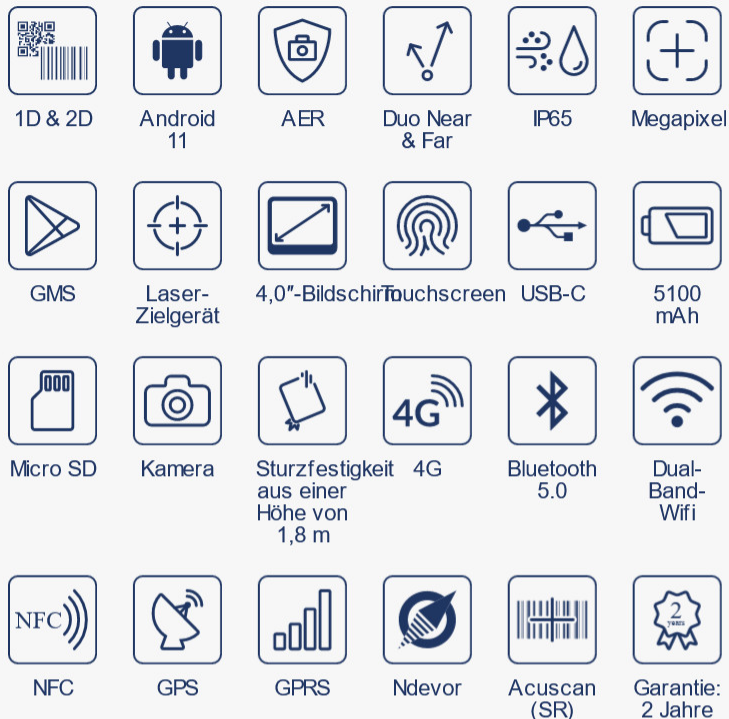 1D & 2D
Android
11
AER
Duo Near
& Far
IP65
Megapixel
GMS
Laser-
Zielgerät
4,0"-Bildschirm
Touchscreen
USB-C
5100
mAh
Micro SD
Kamera
Sturzfestigkeit
aus einer
Höhe von
1,8 m
4G
4G
Bluetooth
5.0
Dual-
Band-
Wifi
NFC
NFC
GPS
GPRS
Ndevor
Acuscan
(SR)
2
years
Garantie:
2 Jahre